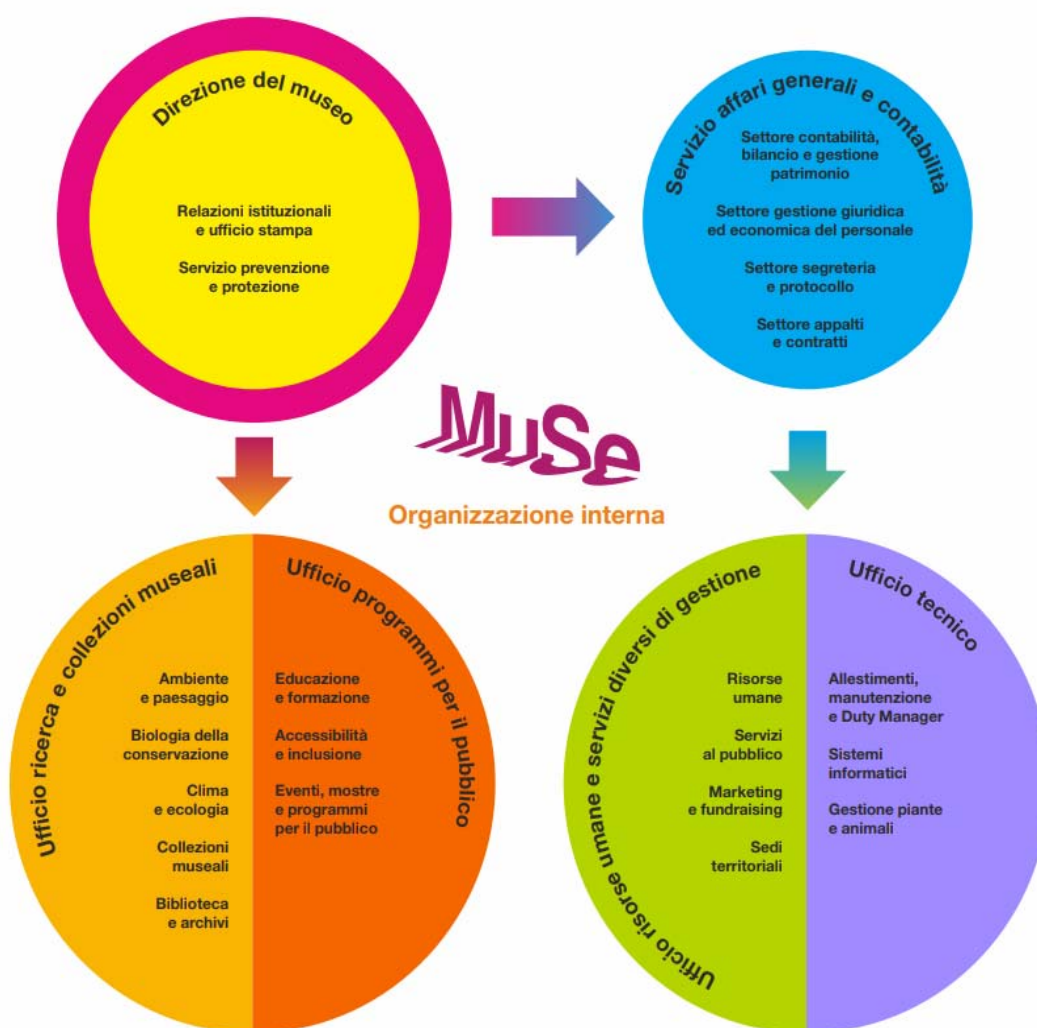 Direzione del museo
Relazioni istituzionali
e ufficio stampa
Servizio prevenzione
e protezione
Servizio affari generali e contabilità
Settore contabilità,
bilancio e gestione
patrimonio
Settore gestione giuridica
ed economica del personale
Settore segreteria
e protocollo
Settore appalti
e contratti
MuSe
Organizzazione interna
Ufficio ricerca e collezioni museali
Ambiente
e paesaggio
Biologia della
conservazione
Clima
e ecologia
Collezioni
museali
Biblioteca
e archivi
Ufficio programmi per il pubblico
Educazione
e formazione
Accessibilità
e inclusione
Eventi, mostre
e programmi
per il pubblico
Ufficio risorse umane e servizi diversi di gestione
Risorse
umane
Servizi
al pubblico
Marketing
e fundraising
Sedi
territoriali
Ufficio tecnico
Allestimenti,
manutenzione
e Duty Manager
Sistemi
informatici
Gestione piante
e animali